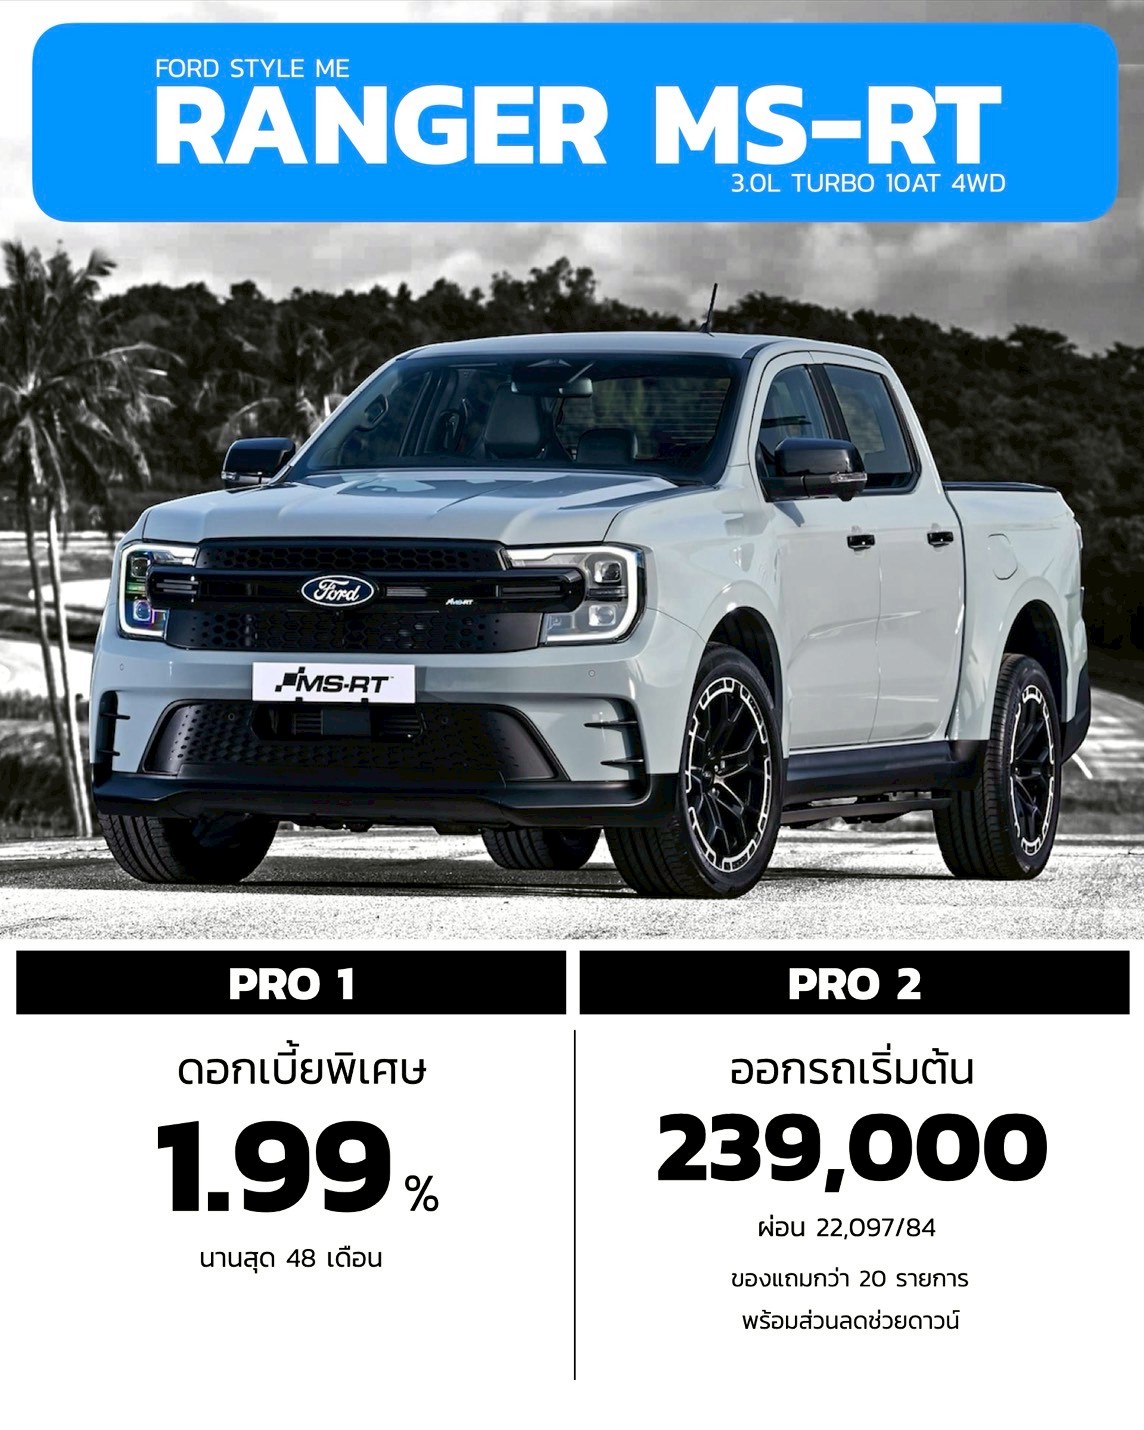 FORD STYLE ME
RANGER MS-RT
3.0L TURBO 10AT 4WD
Ford
MS-RT
MS-RT
PRO 1
ดอกเบี้ยพิเศษ
1.99 %
นานสุด 48 เดือน
PRO 2
ออกรถเริ่มต้น
239,000
ผ่อน 22,097/84
ของแถมกว่า 20 รายการ
พร้อมส่วนลดช่วยดาวน์